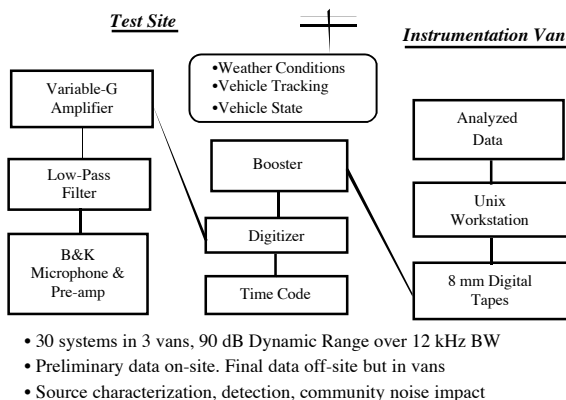 Test Site
Instrumentation Van
•Weather Conditions
•Vehicle Tracking
•Vehicle State
Variable-G
Amplifier
Low-Pass
Filter
B&K
Microphone &
Pre-amp
Booster
Digitizer
Time Code
Analyzed
Data
Unix
Workstation
8 mm Digital
Tapes
• 30 systems in 3 vans, 90 dB Dynamic Range over 12 kHz BW
• Preliminary data on-site. Final data off-site but in vans
• Source characterization, detection, community noise impact